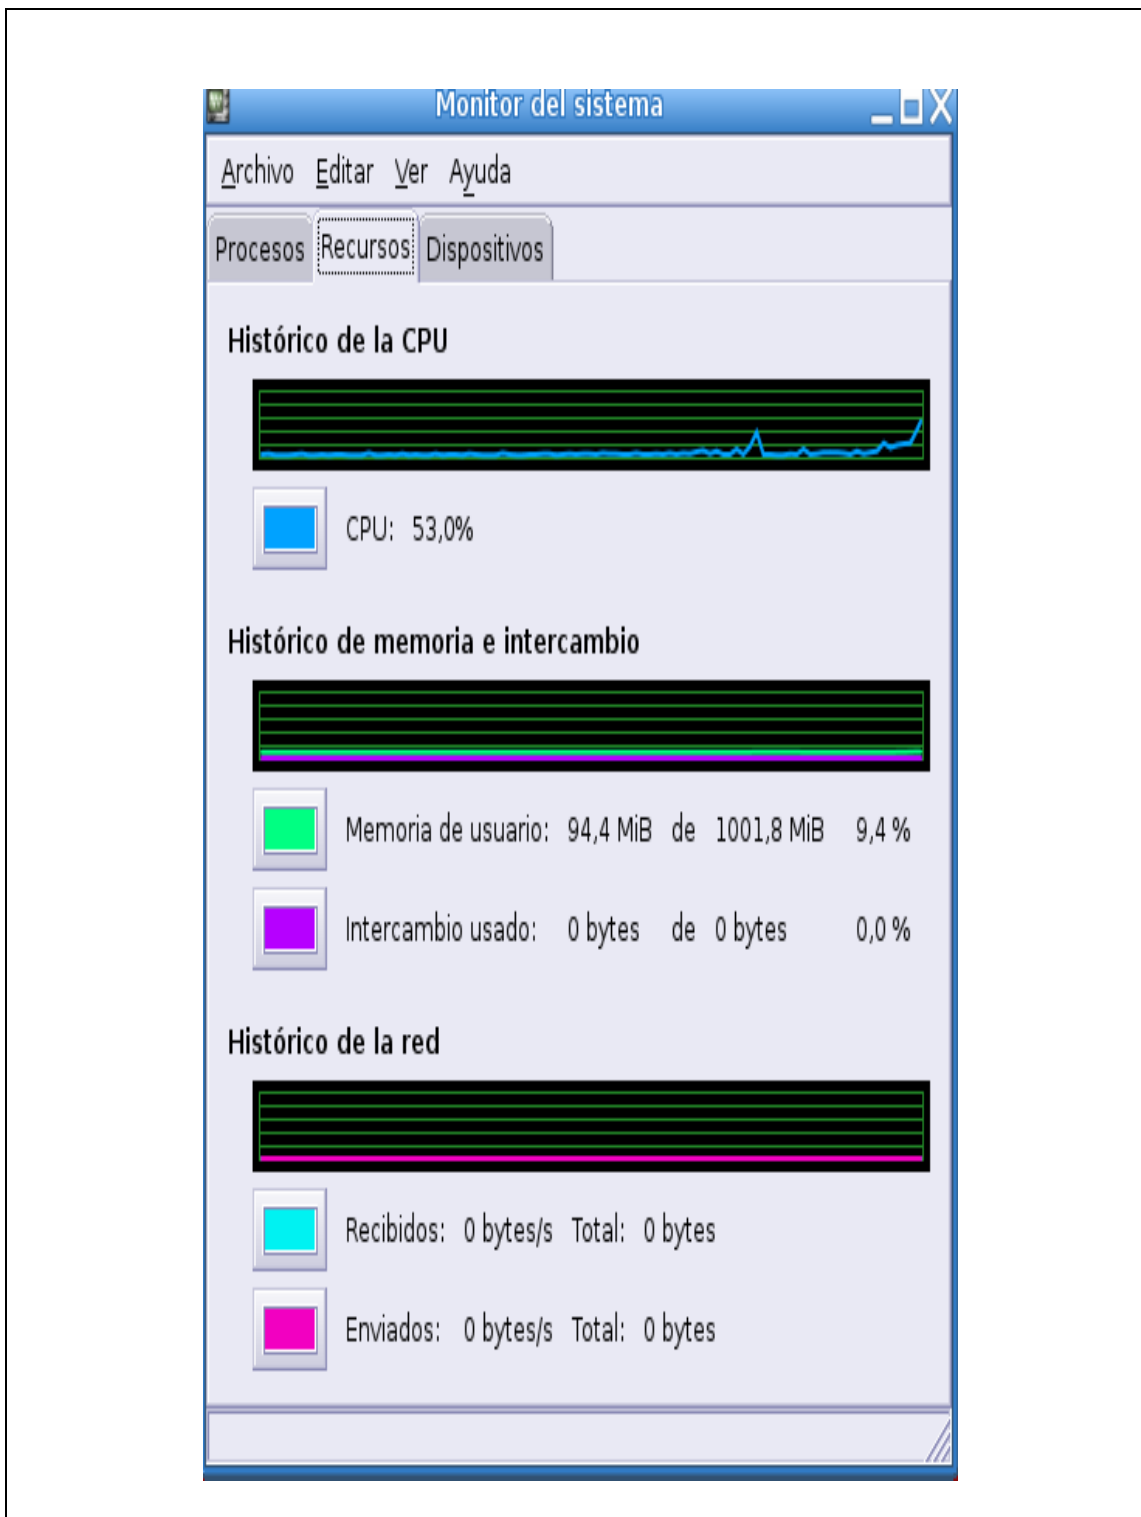 Monitor del sistema
Archivo Editar Ver Ayuda
Procesos Recursos Dispositivos
Histórico de la CPU
CPU: 53,0%
Histórico de memoria e intercambio
Memoria de usuario: 94,4 MiB de 1001,8 MiB 9,4 %
Intercambio usado: 0 bytes de 0 bytes 0,0 %
Histórico de la red
Recibidos: 0 bytes/s Total: 0 bytes
Enviados: 0 bytes/s Total: 0 bytes